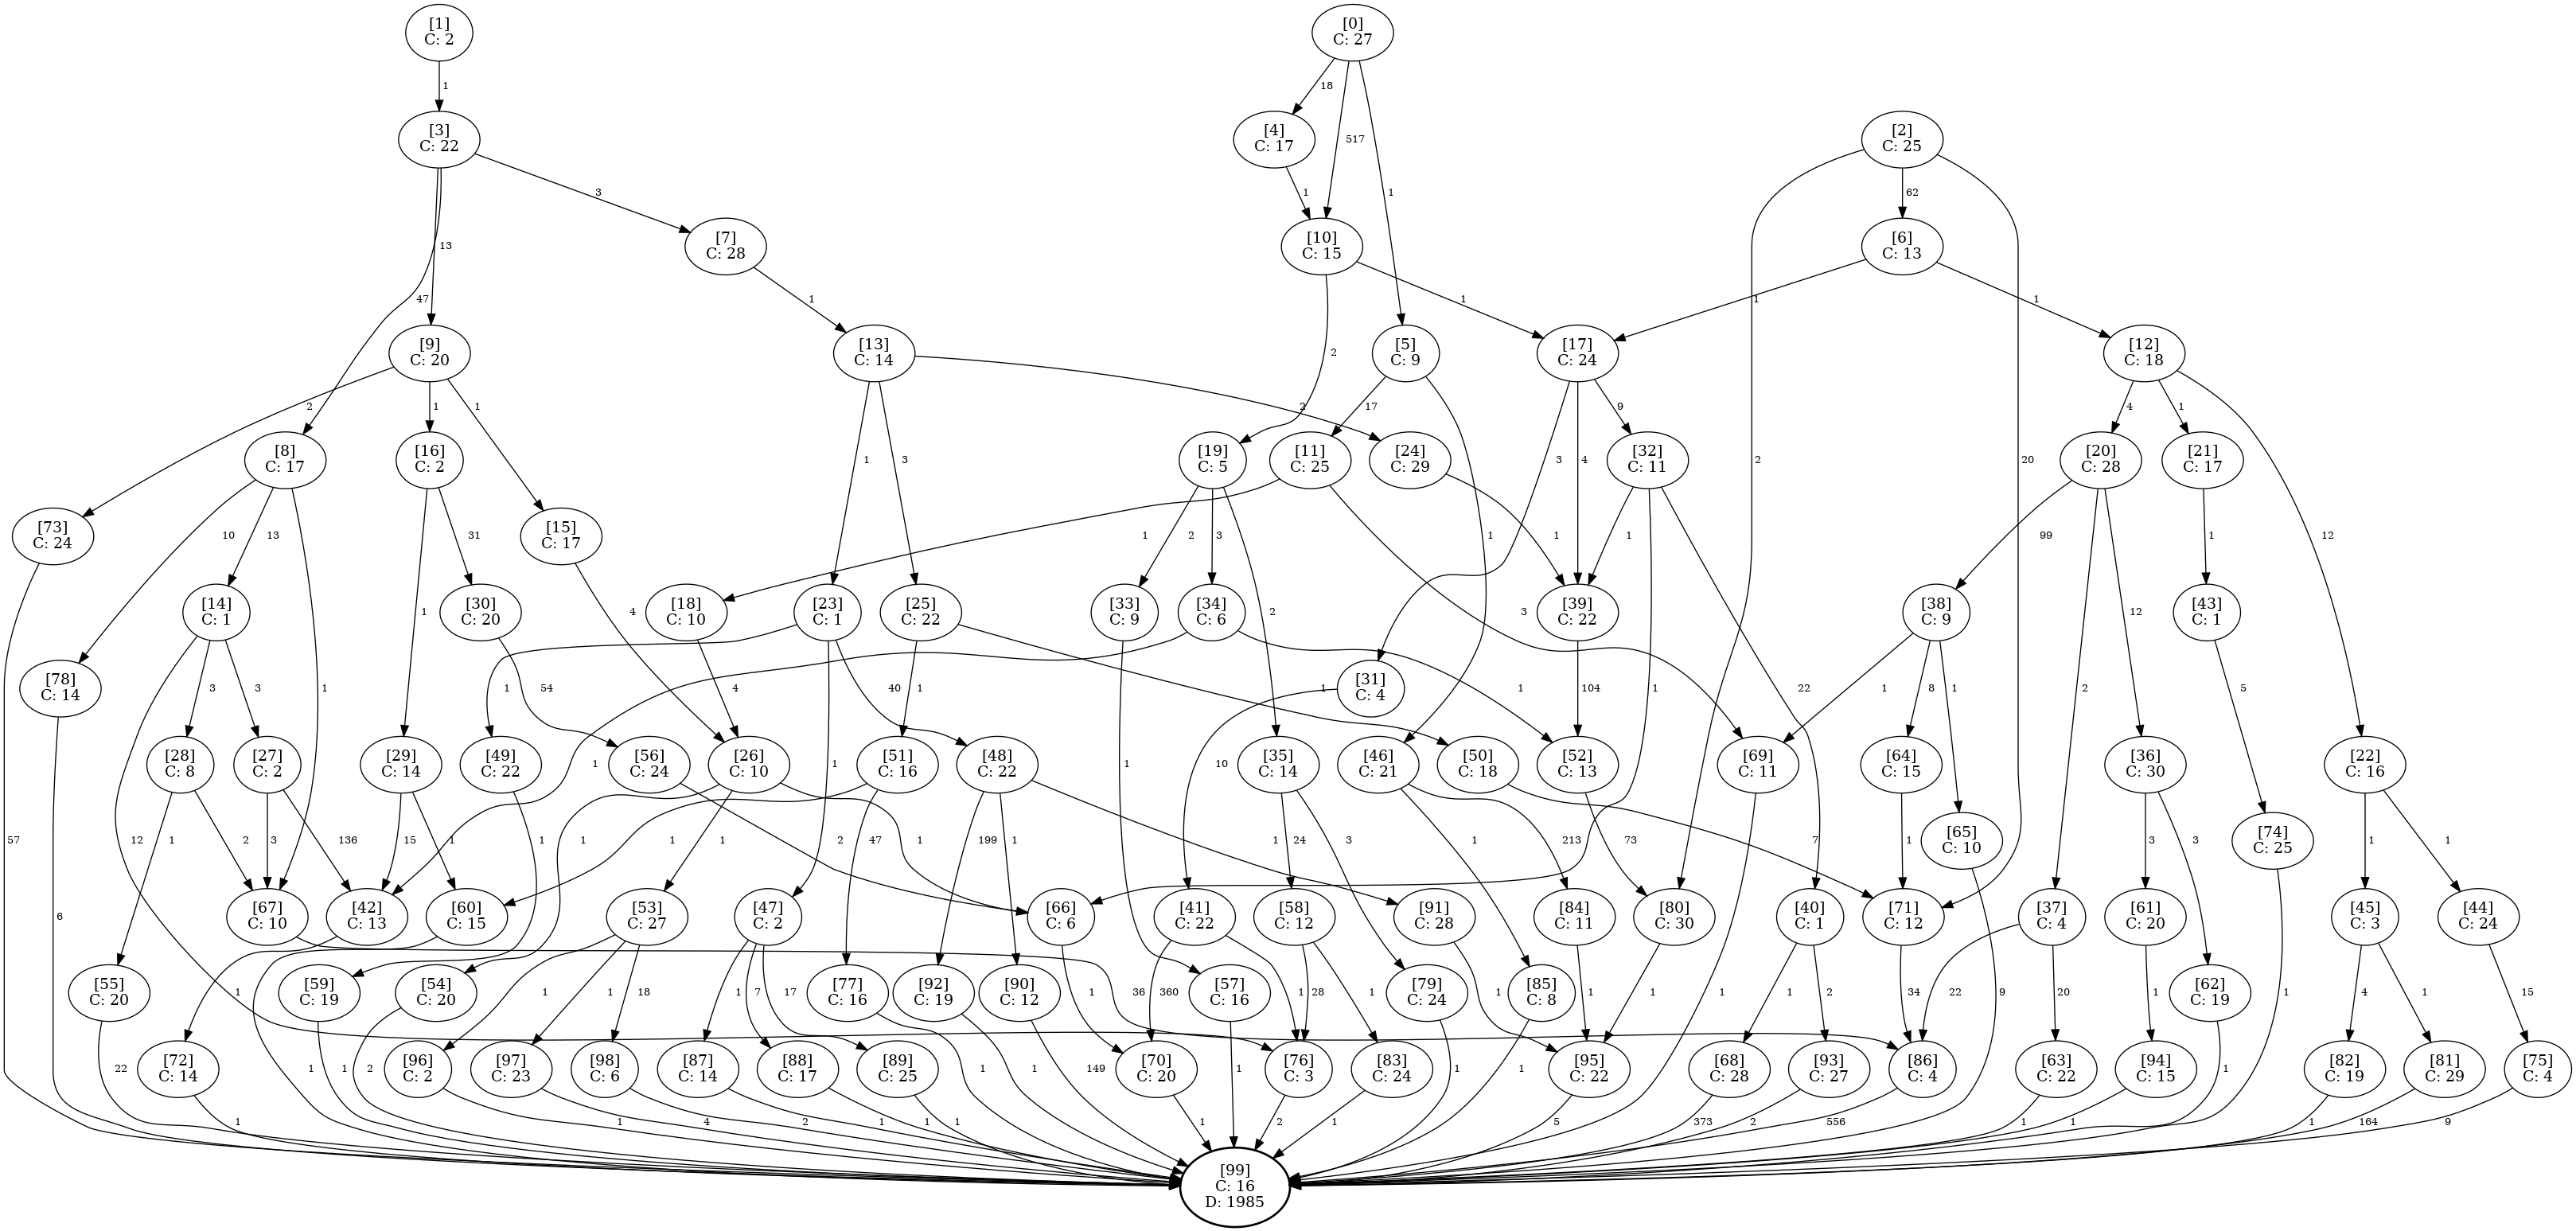 [1]
C: 2
[0]
C: 27
1
18
517
1
[3]
C: 22
[4]
C: 17
[2]
C: 25
13
47
3
1
62
2
20
[7]
C: 28
[10]
C: 15
[6]
C: 13
1
2
1
1
1
[9]
C: 20
[13]
C: 14
[5]
C: 9
[17]
C: 24
[12]
C: 18
2
1
1
1
3
2
17
1
3
4
9
4
1
12
[8]
C: 17
[16]
C: 2
[19]
C: 5
[11]
C: 25
[24]
C: 29
[32]
C: 11
[20]
C: 28
[21]
C: 17
10
13
1
1
31
2
3
2
1
3
1
1
1
22
99
2
12
1
[73]
C: 24
[15]
C: 17
57
4
[14]
C: 1
[30]
C: 20
[18]
C: 10
[23]
C: 1
[25]
C: 22
[33]
C: 9
[34]
C: 6
[39]
C: 22
[38]
C: 9
[43]
C: 1
12
3
3
54
4
1
1
40
1
1
1
1
1
104
1
8
1
5
[78]
C: 14
[31]
C: 4
6
10
[28]
C: 8
[27]
C: 2
[29]
C: 14
[49]
C: 22
[56]
C: 24
[26]
C: 10
[51]
C: 16
[48]
C: 22
[35]
C: 14
[46]
C: 21
[50]
C: 18
[52]
C: 13
[69]
C: 11
[64]
C: 15
[36]
C: 30
[22]
C: 16
1
2
3
136
15
1
1
2
1
1
1
1
47
199
1
1
24
3
1
213
7
73
1
1
3
3
1
1
[65]
C: 10
[74]
C: 25
9
1
[67]
C: 10
[42]
C: 13
[60]
C: 15
[53]
C: 27
[47]
C: 2
[66]
C: 6
[41]
C: 22
[58]
C: 12
[91]
C: 28
[84]
C: 11
[80]
C: 30
[40]
C: 1
[71]
C: 12
[37]
C: 4
[61]
C: 20
[45]
C: 3
[44]
C: 24
36
1
1
1
1
18
1
7
17
1
360
1
28
1
1
1
1
1
2
34
22
20
1
4
1
15
[55]
C: 20
[59]
C: 19
[54]
C: 20
[77]
C: 16
[92]
C: 19
[90]
C: 12
[57]
C: 16
[79]
C: 24
[85]
C: 8
[62]
C: 19
22
1
2
1
1
149
1
1
1
1
[72]
C: 14
[96]
C: 2
[97]
C: 23
[98]
C: 6
[87]
C: 14
[88]
C: 17
[89]
C: 25
[70]
C: 20
[76]
C: 3
[83]
C: 24
[95]
C: 22
[68]
C: 28
[93]
C: 27
[86]
C: 4
[63]
C: 22
[94]
C: 15
[82]
C: 19
[81]
C: 29
[75]
C: 4
1
1
4
2
1
1
1
1
2
1
5
373
2
556
1
1
1
164
9
[99]
C: 16
D: 1985